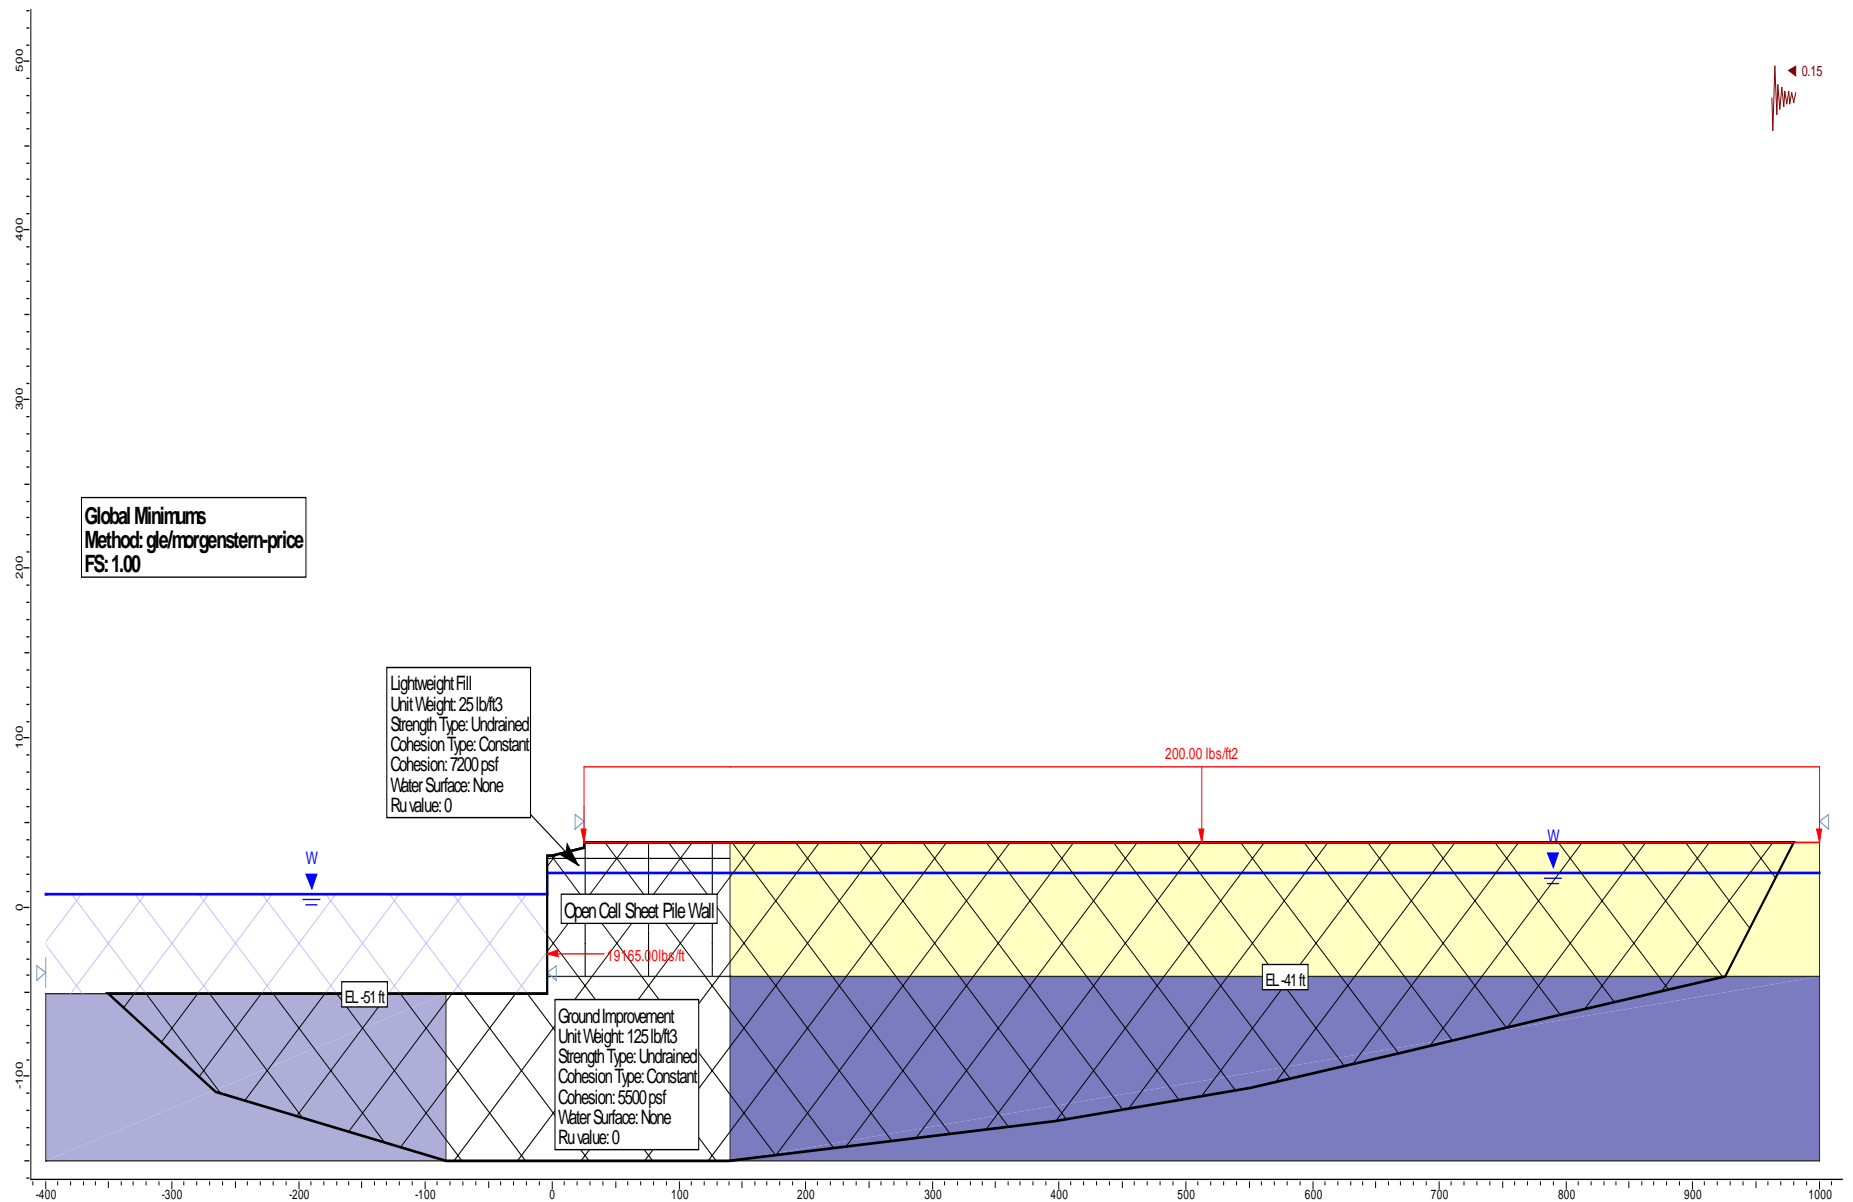 500
400
300
200
100
0
-100
0.15
Global Minimums
Method: gle/morgenstern-price
FS: 1.00
Lightweight Fill
Unit Weight: 25 lb/ft3
Strength Type: Undrained
Cohesion Type: Constant
Cohesion: 7200 psf
Water Surface: None
Ru value: 0
200.00 lbs/ft2
W
W
Open Cell Sheet Pile Wall
19165.00lbs/ft
EL -51 ft
EL -41 ft
Ground Improvement
Unit Weight: 125 lb/ft3
Strength Type: Undrained
Cohesion Type: Constant
Cohesion: 5500 psf
Water Surface: None
Ru value: 0
-400 -300 -200 -100 0 100 200 300 400 500 600 700 800 900 1000